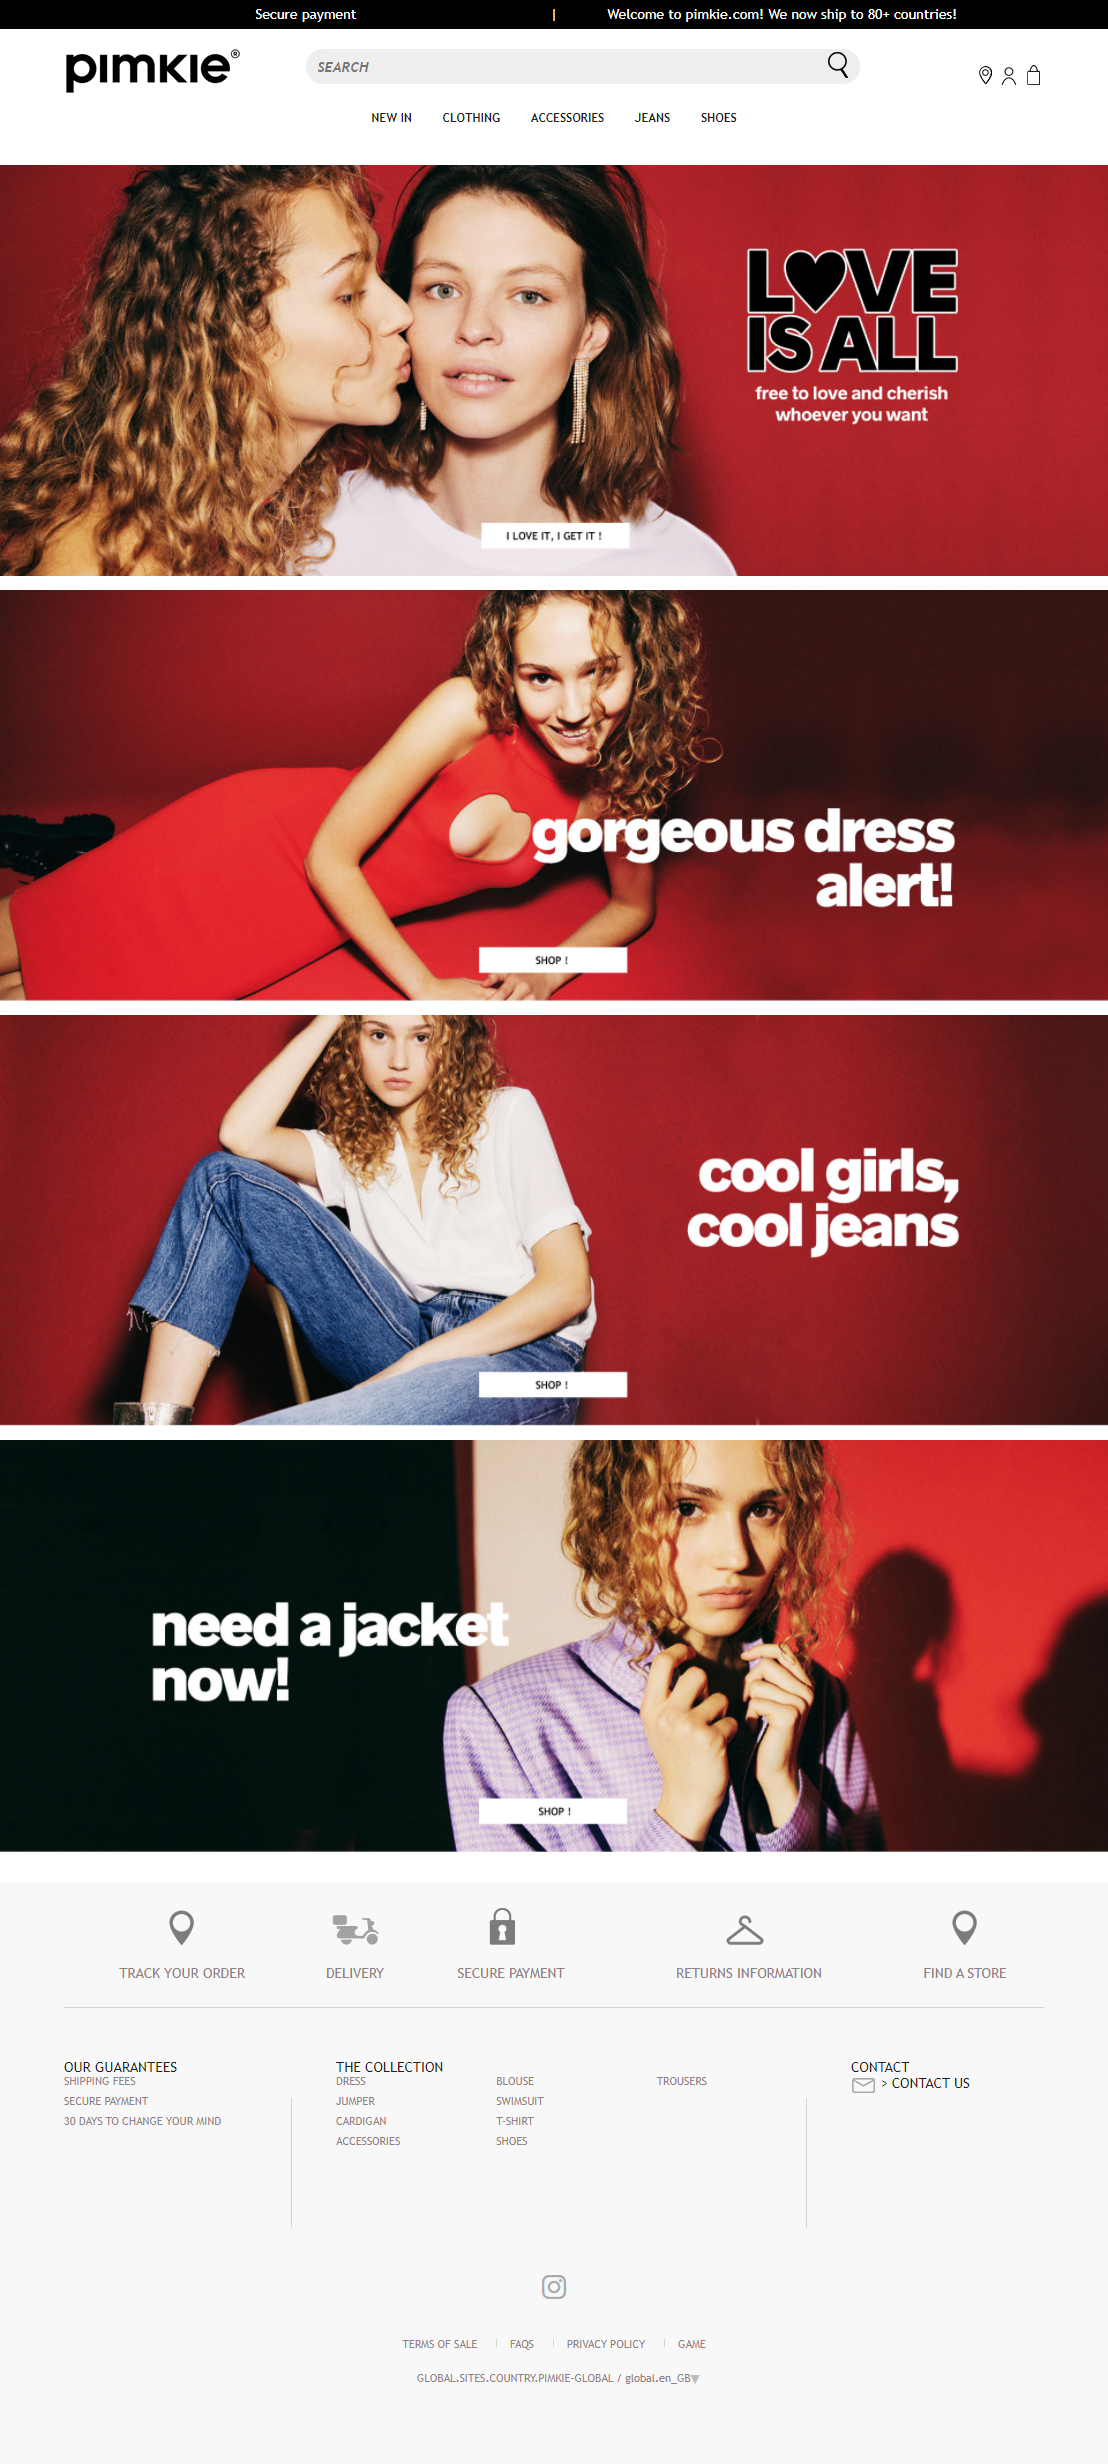 Secure payment | Welcome to pimkie.com! We now ship to 80+ countries!
pimkie®
SEARCH
NEW IN CLOTHING ACCESSORIES JEANS SHOES
L♥VE
IS ALL
free to love and cherish
whoever you want
I LOVE IT, I GET IT !
gorgeous dress
alert!
SHOP !
cool girls,
cool jeans
SHOP !
need a jacket
now!
SHOP !
TRACK YOUR ORDER DELIVERY SECURE PAYMENT RETURNS INFORMATION FIND A STORE
OUR GUARANTEES
SHIPPING FEES
SECURE PAYMENT
30 DAYS TO CHANGE YOUR MIND
THE COLLECTION
DRESS BLOUSE TROUSERS
JUMPER SWIMSUIT
CARDIGAN T-SHIRT
ACCESSORIES SHOES
CONTACT
> CONTACT US
TERMS OF SALE | FAQS | PRIVACY POLICY | GAME
GLOBAL.SITES.COUNTRY.PIMKIE-GLOBAL / global.en_GB